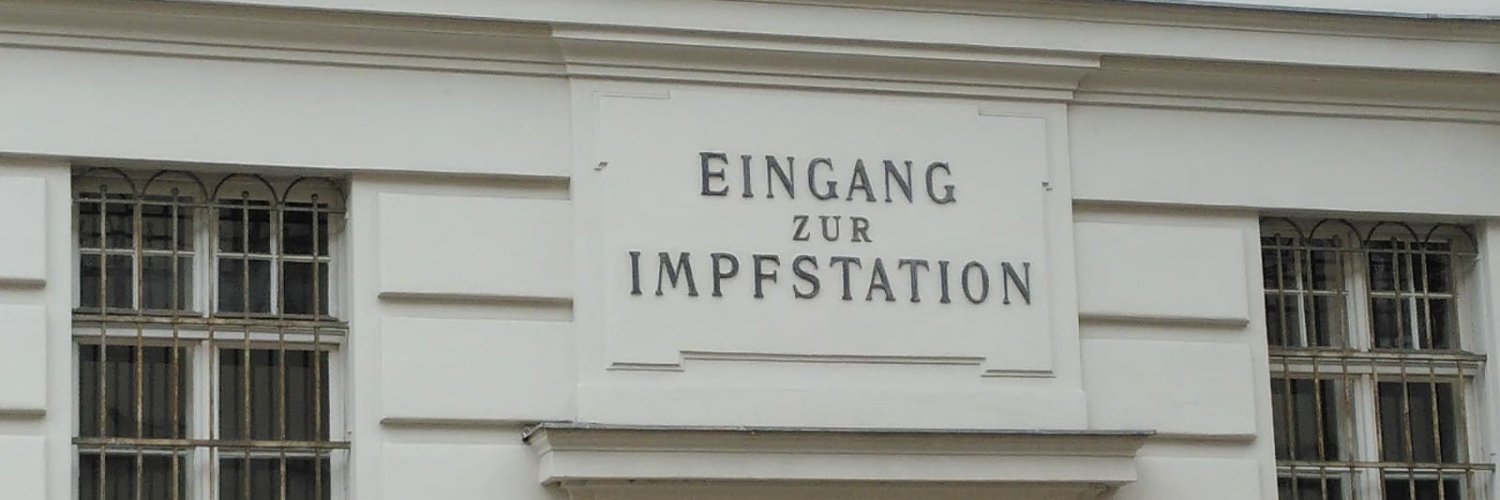 EINGANG
ZUR
IMPFSTATION